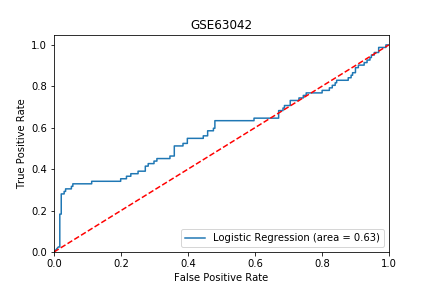 GSE63042
True Positive Rate
1.0
0.8
0.6
0.4
0.2
0.0
0.0 0.2 0.4 0.6 0.8 1.0
False Positive Rate
Logistic Regression (area = 0.63)